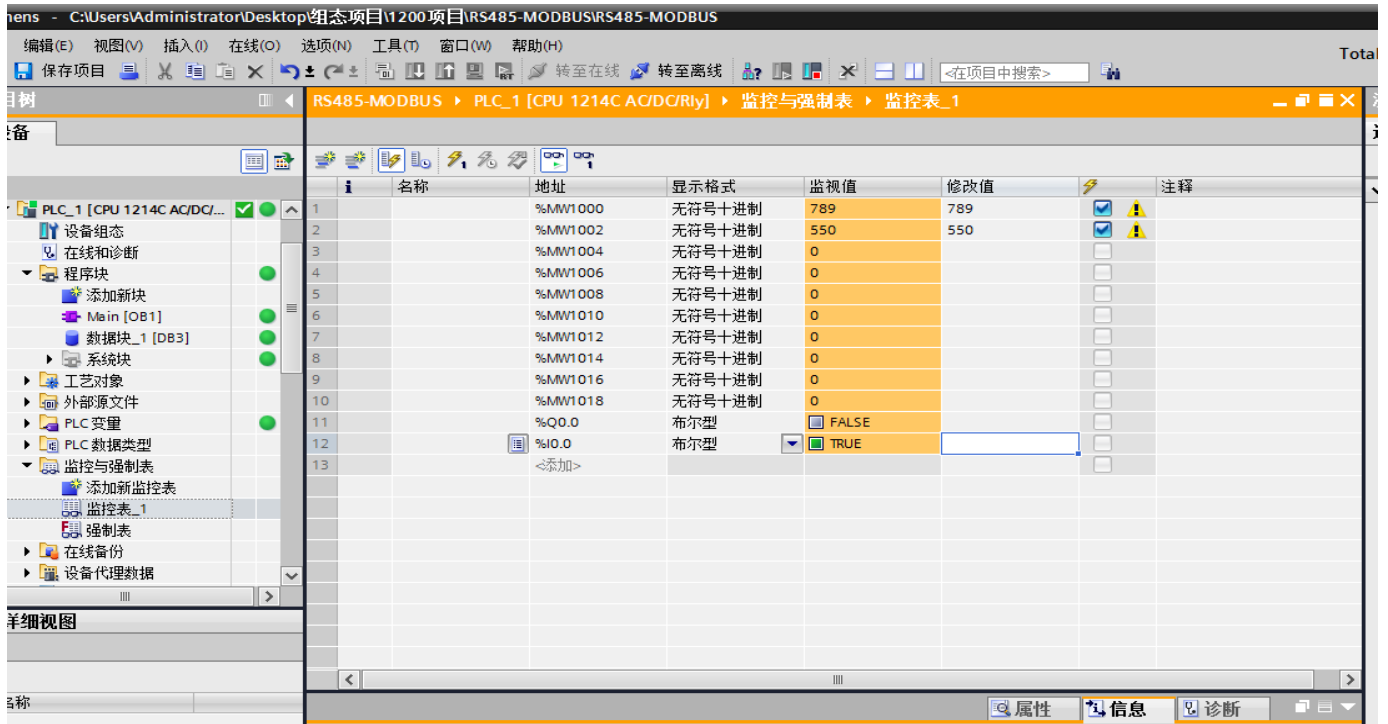 hens - C:\Users\Administrator\Desktop\组态项目\1200项目\RS485-MODBUS\RS485-MODBUS
编辑(E) 视图(V) 插入(I) 在线(O) 选项(N) 工具(T) 窗口(W) 帮助(H)
Total
保存项目 转至在线 转至离线 <在项目中搜索>
目树
RS485-MODBUS PLC_1 [CPU 1214C AC/DC/Rly] 监控与强制表 监控表_1
设备
i 名称 地址 显示格式 监视值 修改值 注释
PLC_1 [CPU 1214C AC/DC/...
设备组态
在线和诊断
程序块
添加新块
Main [OB1]
数据块_1 [DB3]
系统块
工艺对象
外部源文件
PLC 变量
PLC 数据类型
监控与强制表
添加新监控表
监控表_1
强制表
在线备份
设备代理数据
1 %MW1000 无符号十进制 789 789
2 %MW1002 无符号十进制 550 550
3 %MW1004 无符号十进制 0
4 %MW1006 无符号十进制 0
5 %MW1008 无符号十进制 0
6 %MW1010 无符号十进制 0
7 %MW1012 无符号十进制 0
8 %MW1014 无符号十进制 0
9 %MW1016 无符号十进制 0
10 %MW1018 无符号十进制 0
11 %Q0.0 布尔型 FALSE
12 %I0.0 布尔型 TRUE
13 <添加>
详细视图
名称
属性 信息 诊断